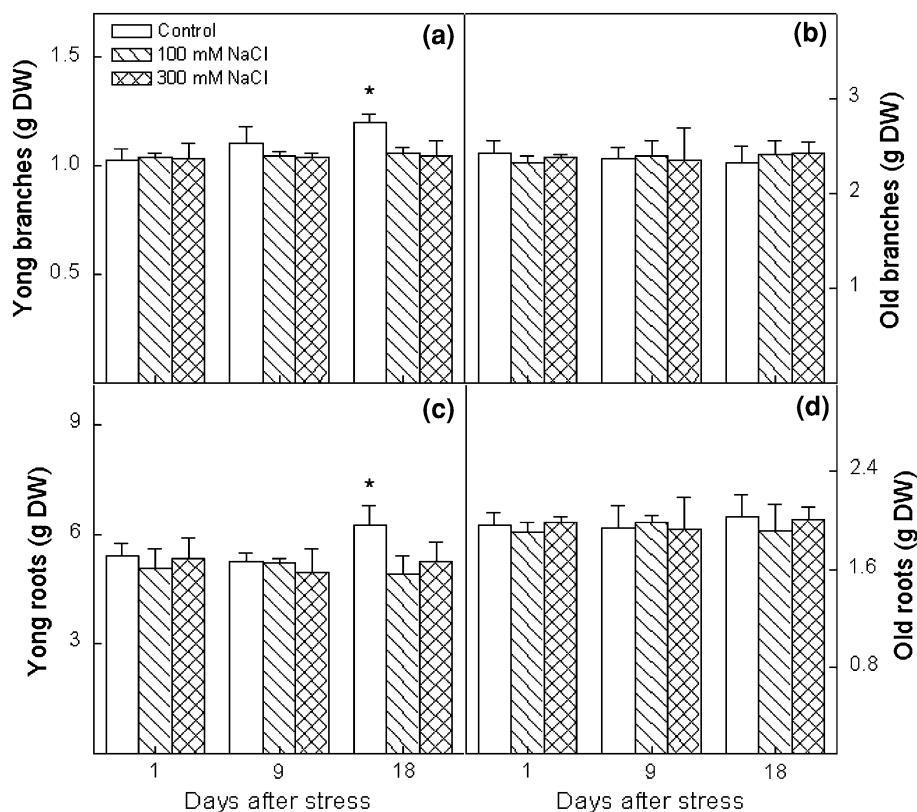 Control
100 mM NaCl
300 mM NaCl
(a)
*
1.5
1.0
0.5
Yong branches (g DW)
(b)
3
2
1
Old branches (g DW)
(c)
*
9
6
3
Yong roots (g DW)
1 9 18
Days after stress
(d)
2.4
1.6
0.8
Old roots (g DW)
1 9 18
Days after stress